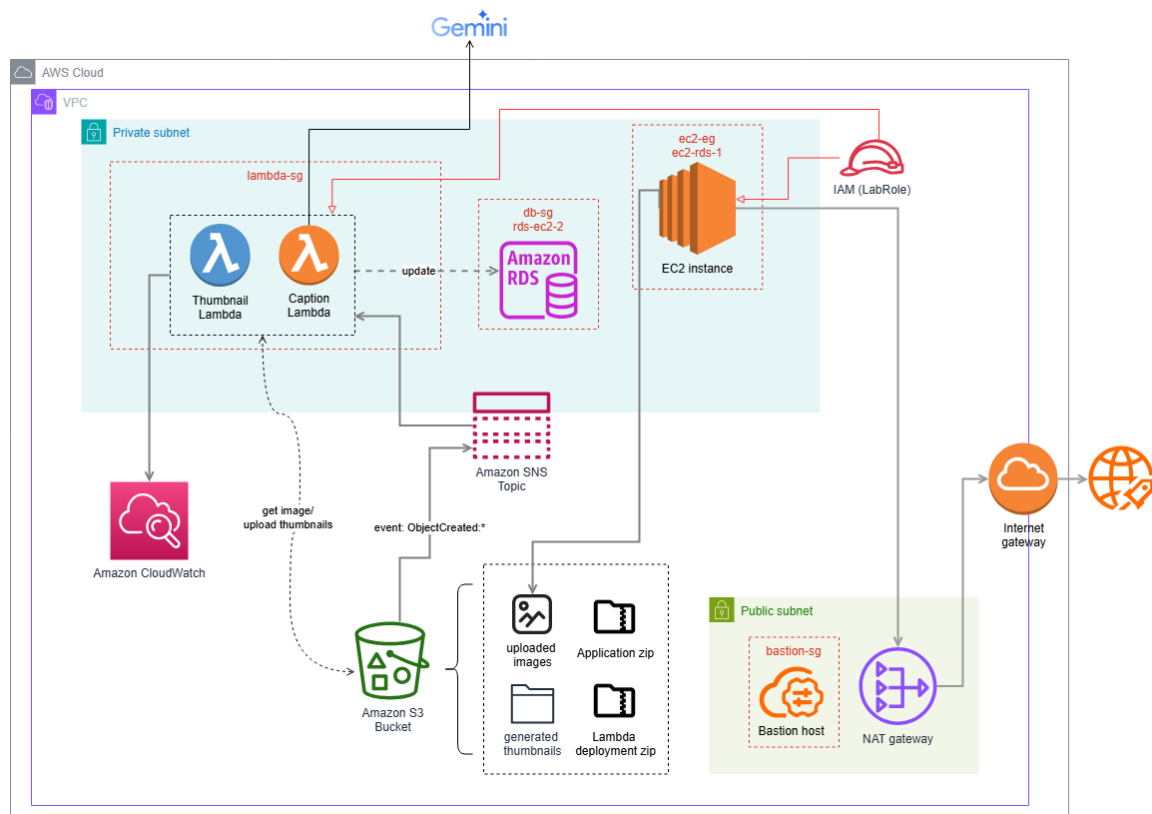 Gemini
AWS Cloud
VPC
Private subnet
ec2-eg
ec2-rds-1
lambda-sg
IAM (LabRole)
db-sg
rds-ec2-2
Amazon
RDS
EC2 instance
update
Thumbnail
Lambda
Caption
Lambda
Amazon SNS
Topic
get image/
upload thumbnails
event: ObjectCreated:*
Internet
gateway
Amazon CloudWatch
Public subnet
uploaded
images
Application zip
bastion-sg
Amazon S3
Bucket
generated
thumbnails
Lambda
deployment zip
Bastion host
NAT gateway